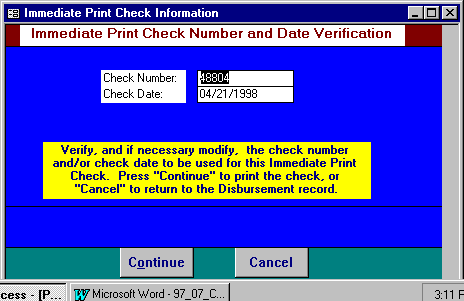 Immediate Print Check Information
Immediate Print Check Number and Date Verification
Check Number: 48804
Check Date: 04/21/1998
Verify, and if necessary modify, the check number
and/or check date to be used for this Immediate Print
Check. Press "Continue" to print the check, or
"Cancel" to return to the Disbursement record.
Continue Cancel
cess - [P... Microsoft Word - 97_07_C... 3:11 P